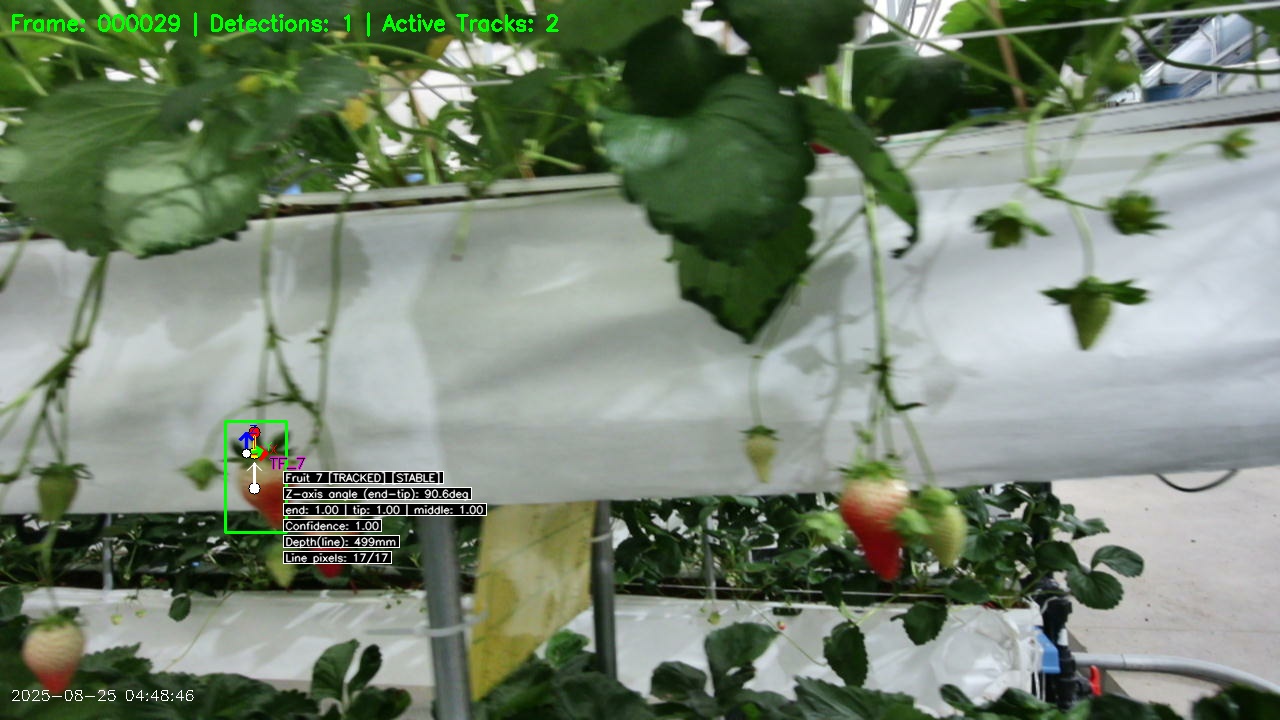 Frame: 000029 | Detections: 1 | Active Tracks: 2
TF_7
Fruit 7 [TRACKED] [STABLE]
Z-axis angle (end-tip): 90.6deg
end: 1.00 | tip: 1.00 | middle: 1.00
Confidence: 1.00
Depth(line): 499mm
Line pixels: 17/17
2025-08-25 04:48:46